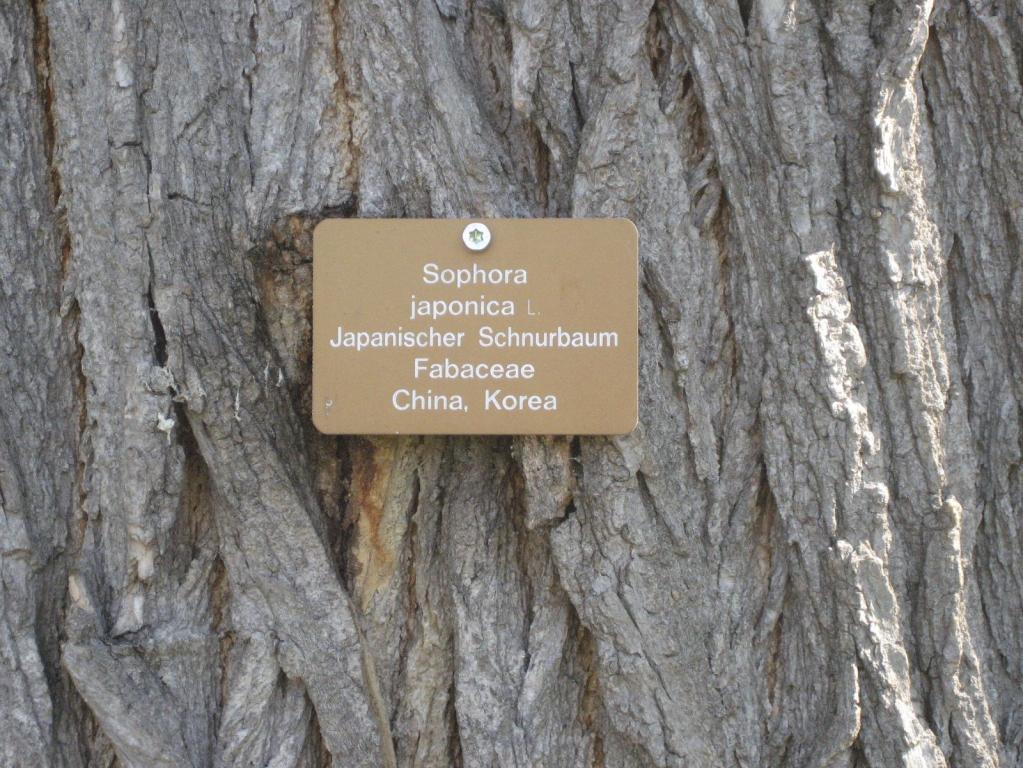 Sophora
japonica L.
Japanischer Schnurbaum
Fabaceae
China, Korea